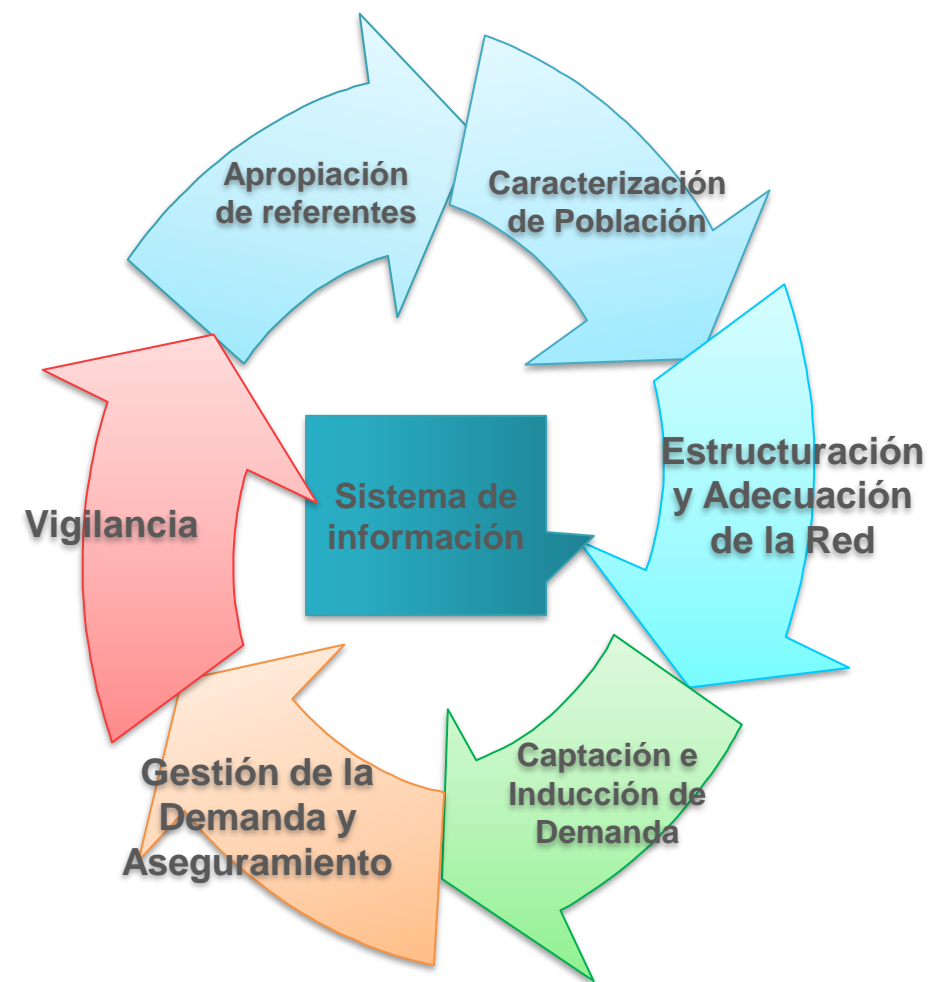 Apropiación
de referentes
Caracterización
de Población
Estructuración
y Adecuación
de la Red
Captación e
Inducción de
Demanda
Gestión de la
Demanda y
Aseguramiento
Vigilancia
Sistema de
información